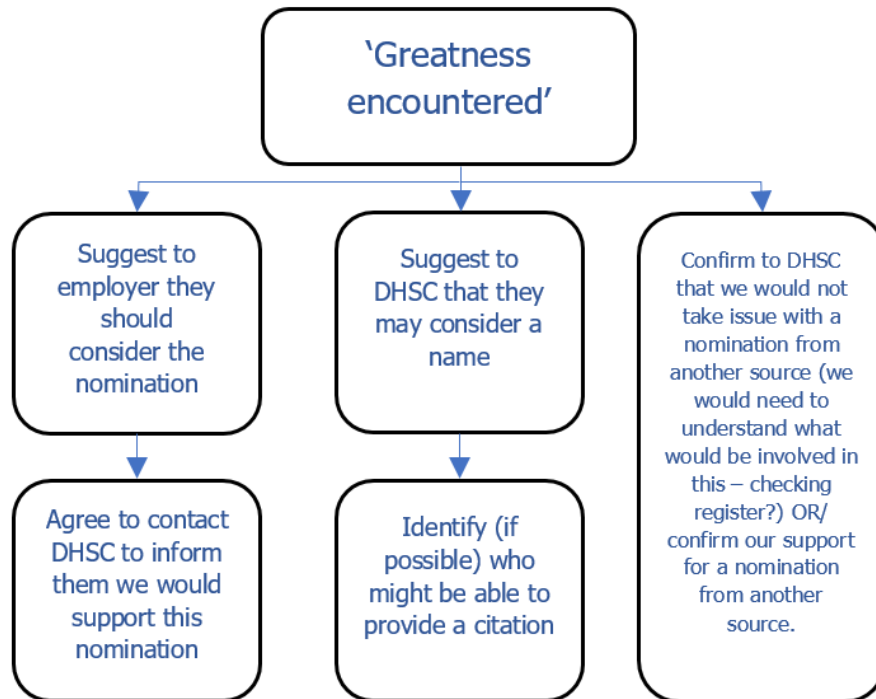 ‘Greatness
encountered’
Suggest to
employer they
should
consider the
nomination
Agree to contact
DHSC to inform
them we would
support this
nomination
Suggest to
DHSC that they
may consider a
name
Identify (if
possible) who
might be able to
provide a citation
Confirm to DHSC
that we would not
take issue with a
nomination from
another source (we
would need to
understand what
would be involved in
this – checking
register?) OR/
confirm our support
for a nomination
from another
source.